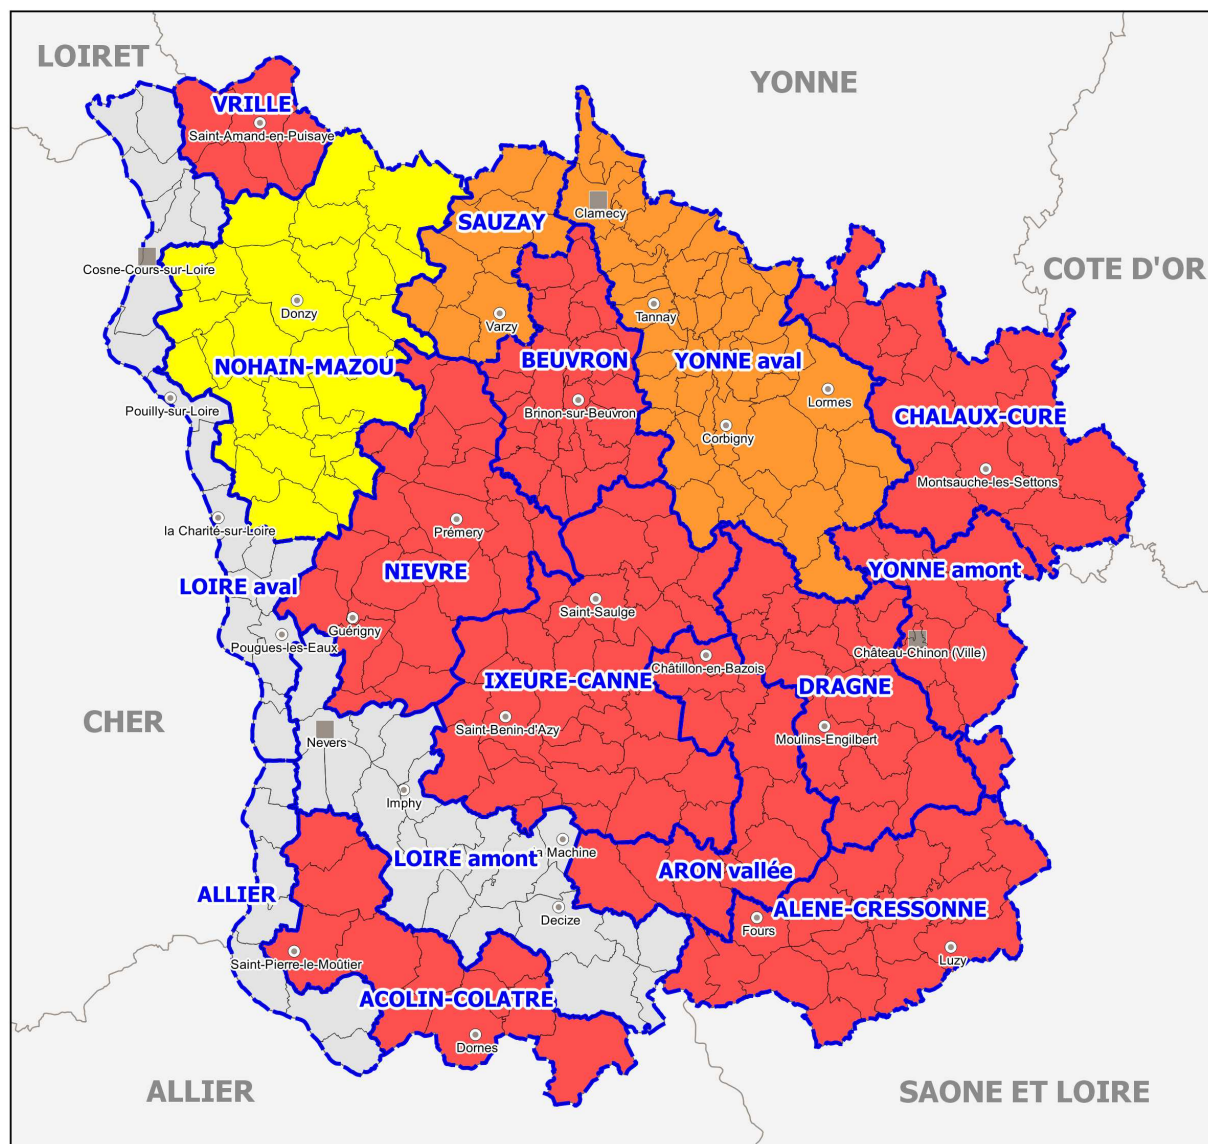 LOIRET
YONNE
VRILLE
Saint-Amand-en-Puisaye
SAUZAY
Clamecy
Cosne-Cours-sur-Loire
COTE D'OR
Donzy
Varzy
Tannay
NOHAIN-MAZOU
BEUVRON
YONNE aval
Lormes
Pouilly-sur-Loire
Brinon-sur-Beuvron
CHALAUX-CURE
Corbigny
Montsauche-les-Settons
la Charité-sur-Loire
Prémery
LOIRE aval
NIEVRE
YONNE amont
Saint-Saulge
Guérigny
Pougues-les-Eaux
Château-Chinon (Ville)
Châtillon-en-Bazois
IXEURE-CANNE
DRAGNE
CHER
Saint-Benin-d'Azy
Nevers
Moulins-Engilbert
Imphy
LOIRE amont
a Machine
ARON vallée
ALLIER
Decize
ALENE-CRESSONNE
Fours
Saint-Pierre-le-Moûtier
Luzy
ACOLIN-COLATRE
Dornes
ALLIER
SAONE ET LOIRE